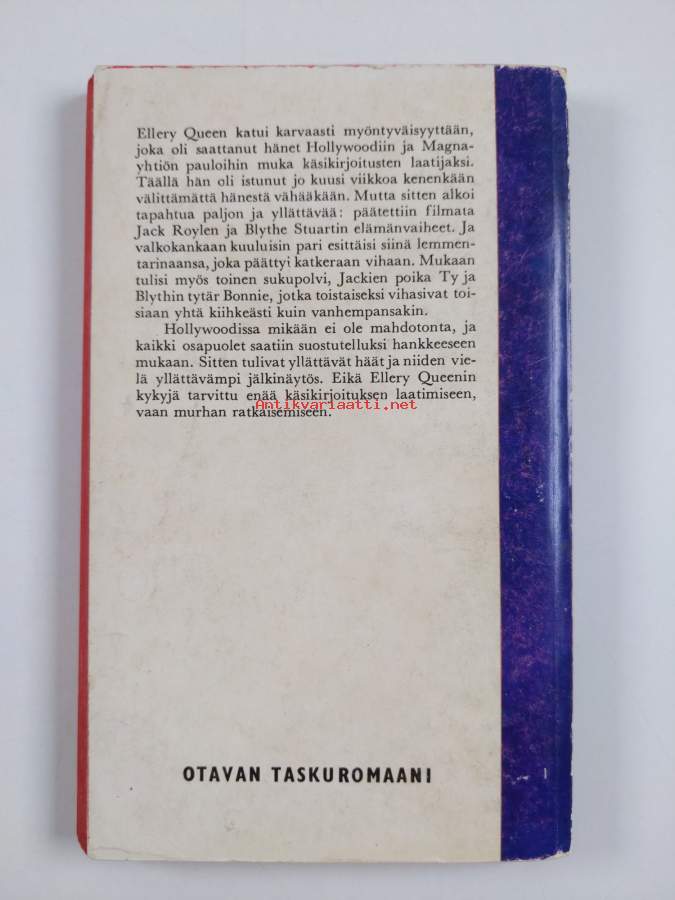 Ellery Queen katui karvaasti myöntyväisyyttään,
joka oli saattanut hänet Hollywoodiin ja Magna-
yhtiön pauloihin muka käsikirjoitusten laatijaksi.
Täällä hän oli istunut jo kuusi viikkoa kenenkään
välittämättä hänestä vähääkään. Mutta sitten alkoi
tapahtua paljon ja yllättävää: päätettiin filmata
Jack Roylen ja Blythe Stuartin elämänvaiheet. Ja
valkokankaan kuuluisin pari esittäisi siinä lemmen-
tarinaansa, joka päättyi katkeraan vihaan. Mukaan
tulisi myös toinen sukupolvi, Jackien poika Ty ja
Blythin tytär Bonnie, jotka toistaiseksi vihasivat toi-
siaan yhtä kiihkeästi kuin vanhempansakin.
Hollywoodissa mikään ei ole mahdotonta, ja
kaikki osapuolet saatiin suostutelluksi hankkeeseen
mukaan. Sitten tulivat yllättävät häät ja niiden vie-
lä yllättävämpi jälkinäytös. Eikä Ellery Queenin
kykyjä tarvittu enää käsikirjoituksen laatimiseen,
Antikvariaatti.net
vaan murhan ratkaisemiseen.
OTAVAN TASKUROMAANI